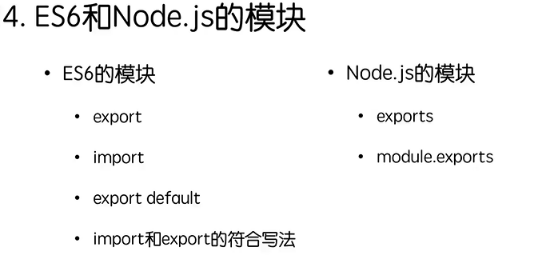 4. ES6和Node.js的模块
• ES6的模块
• export
• import
• export default
• import和export的符合写法
• Node.js的模块
• exports
• module.exports